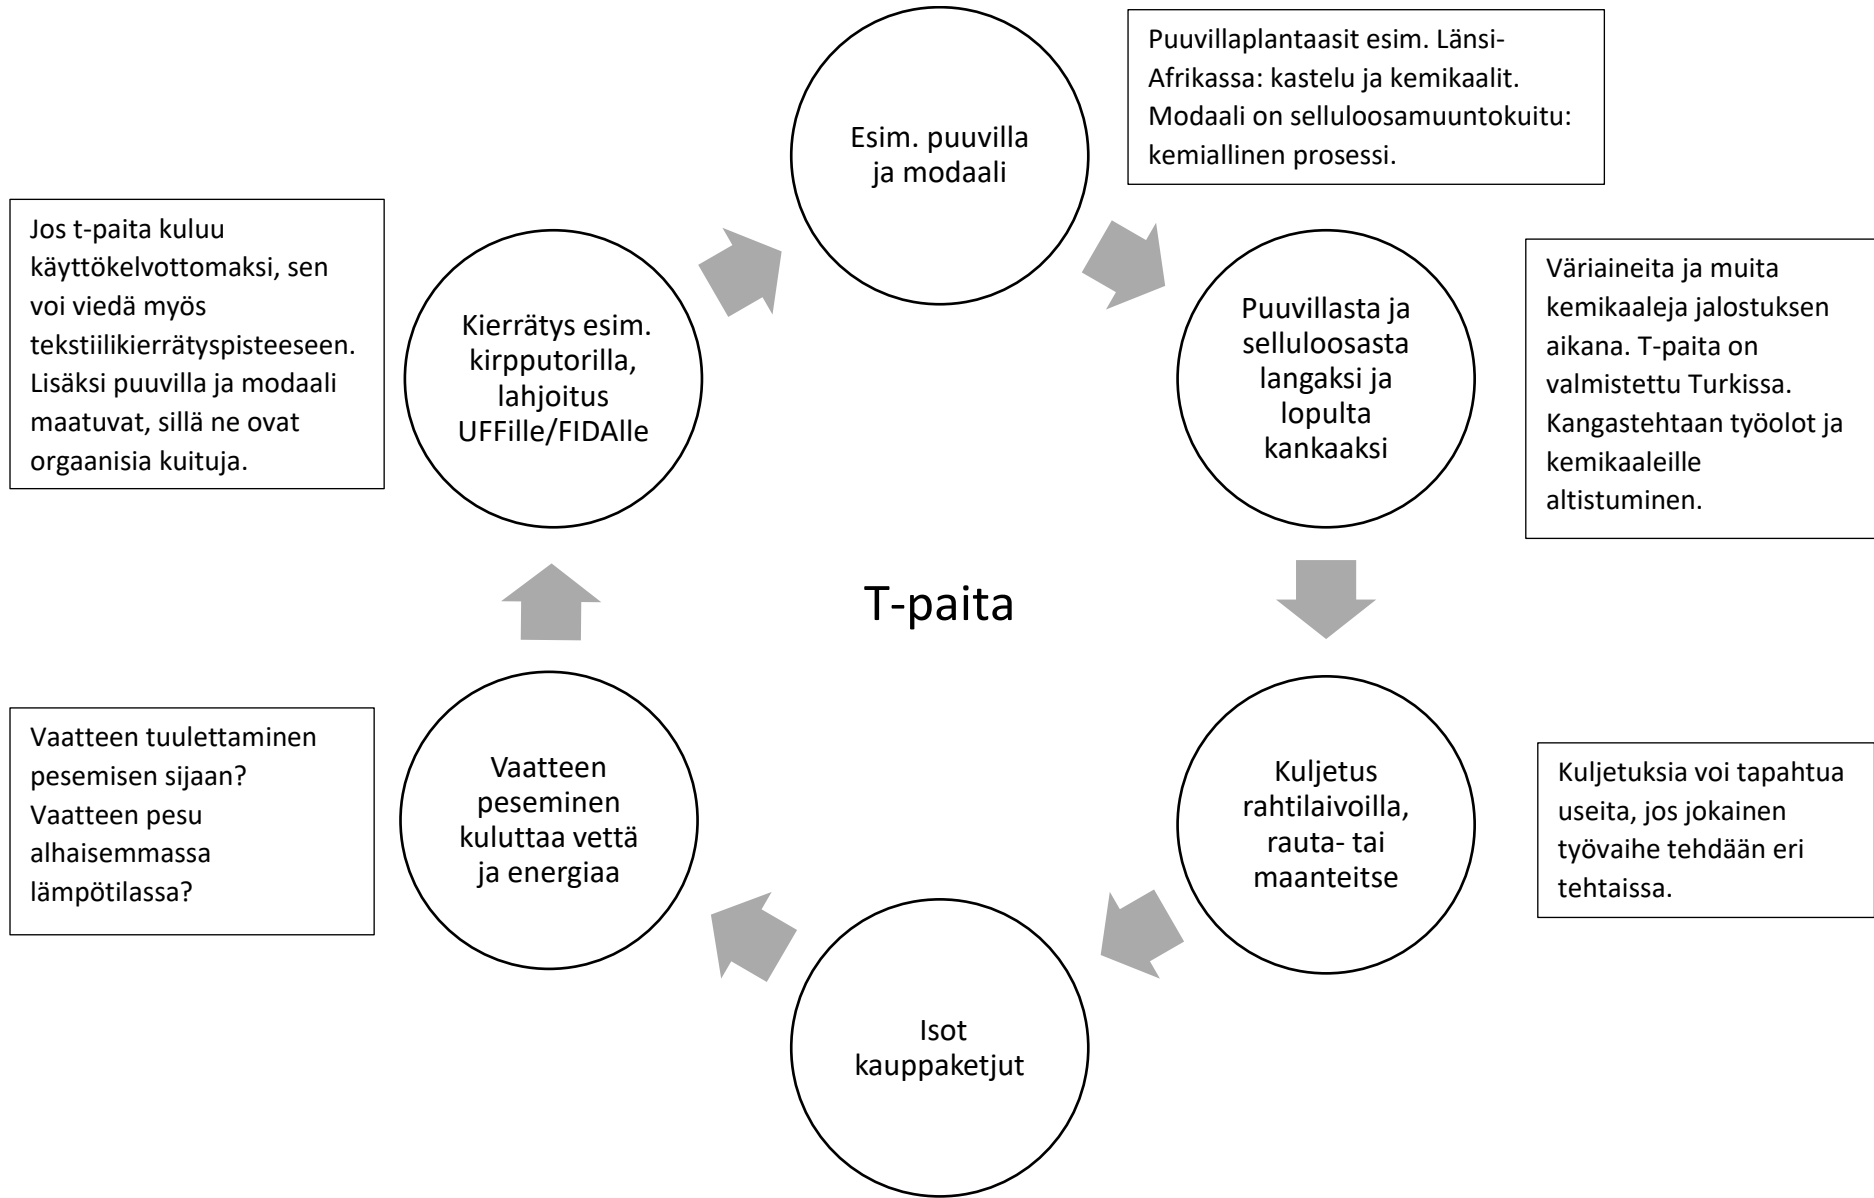 Esim. puuvilla
ja modaali
Puuvillaplantaasit esim. Länsi-
Afrikassa: kastelu ja kemikaalit.
Modaali on selluloosamuuntokuitu:
kemiallinen prosessi.
Puuvillasta ja
selluloosasta
langaksi ja
lopulta
kankaaksi
Väriaineita ja muita
kemikaaleja jalostuksen
aikana. T-paita on
valmistettu Turkissa.
Kangastehtaan työolot ja
kemikaaleille
altistuminen.
Kuljetus
rahtilaivoilla,
rauta- tai
maanteitse
Kuljetuksia voi tapahtua
useita, jos jokainen
työvaihe tehdään eri
tehtaissa.
Isot
kauppaketjut
Vaatteen
peseminen
kuluttaa vettä
ja energiaa
Vaatteen tuulettaminen
pesemisen sijaan?
Vaatteen pesu
alhaisemmassa
lämpötilassa?
Kierrätys esim.
kirpputorilla,
lahjoitus
UFFille/FIDAlle
Jos t-paita kuluu
käyttökelvottomaksi, sen
voi viedä myös
tekstiilikierrätyspisteeseen.
Lisäksi puuvilla ja modaali
maatuvat, sillä ne ovat
orgaanisia kuituja.
T-paita